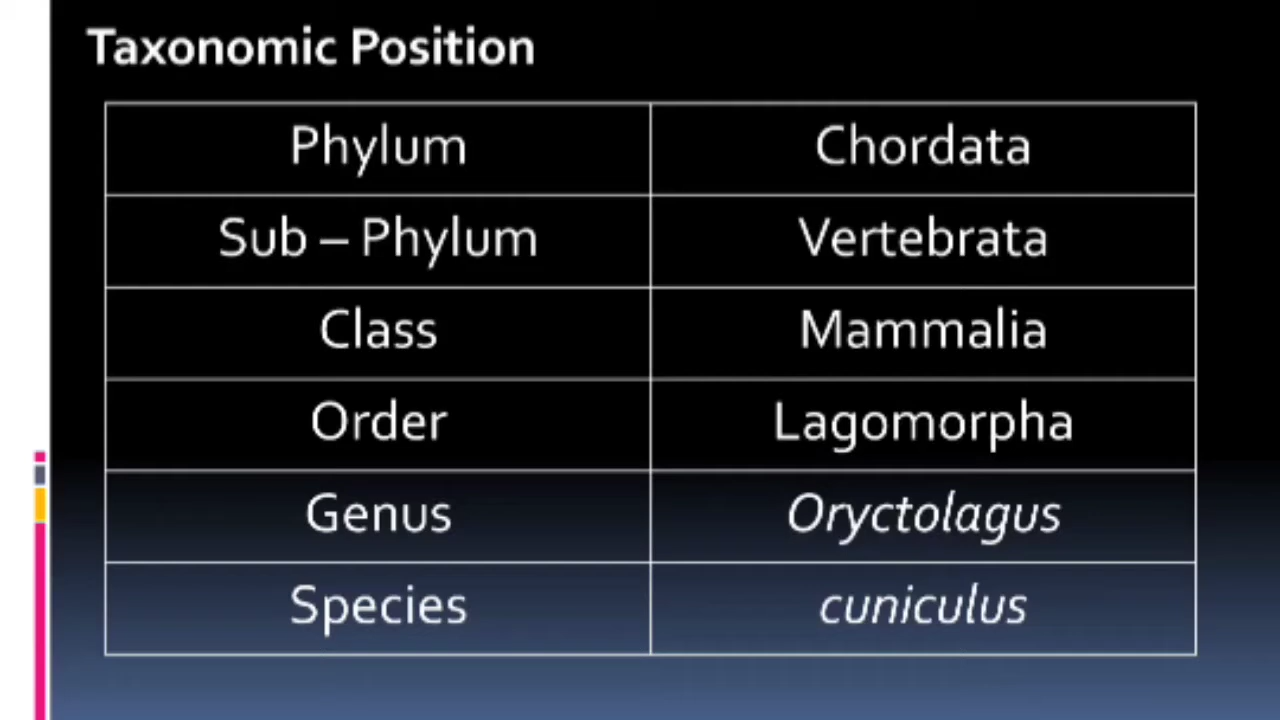 Taxonomic Position
Phylum Chordata
Sub – Phylum Vertebrata
Class Mammalia
Order Lagomorpha
Genus Oryctolagus
Species cuniculus